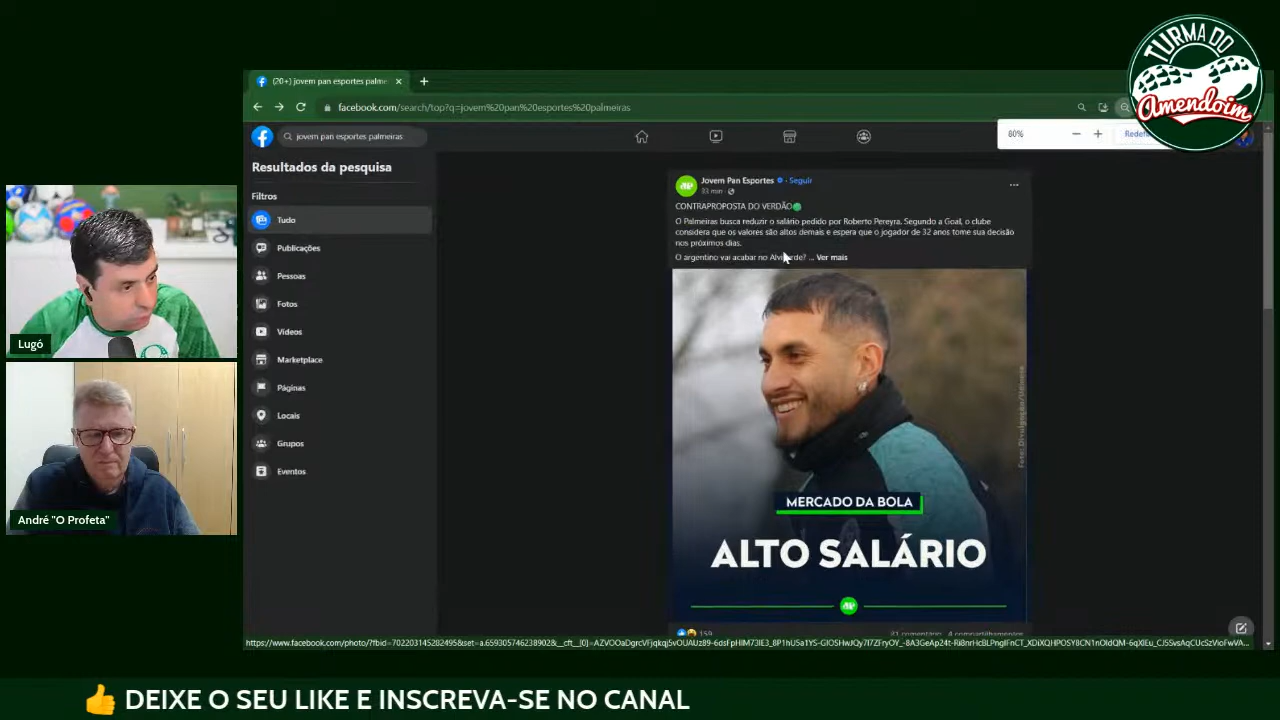 TURMA DO
Amendoim
(20+) jovem pan esportes palme
facebook.com/search/top?q=jovem%20pan%20esportes%20palmeiras
jovem pan esportes palmeiras
80%
Resultados da pesquisa
Filtros
Tudo
Publicações
Pessoas
Fotos
Vídeos
Marketplace
Páginas
Locais
Grupos
Eventos
Jovem Pan Esportes · Seguir
33 min ·
CONTRAPROPOSTA DO VERDÃO
O Palmeiras busca reduzir o salário pedido por Roberto Pereyra. Segundo a Goal, o clube
considera que os valores são altos demais e espera que o jogador de 32 anos tome sua decisão
nos próximos dias.
O argentino vai acabar no ... Ver mais
MERCADO DA BOLA
ALTO SALÁRIO
159
Lugó
André "O Profeta"
DEIXE O SEU LIKE E INSCREVA-SE NO CANAL